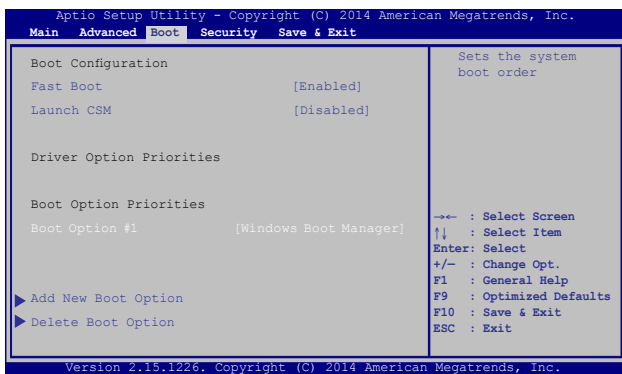 Aptio Setup Utility - Copyright (C) 2014 American Megatrends, Inc.
Main Advanced Boot Security Save & Exit
Boot Configuration
Fast Boot [Enabled]
Launch CSM [Disabled]
Driver Option Priorities
Boot Option Priorities
Boot Option #1 [Windows Boot Manager]
Add New Boot Option
Delete Boot Option
Sets the system
boot order
→← : Select Screen
↑↓ : Select Item
Enter: Select
+/— : Change Opt.
F1 : General Help
F9 : Optimized Defaults
F10 : Save & Exit
ESC : Exit
Version 2.15.1226. Copyright (C) 2014 American Megatrends, Inc.